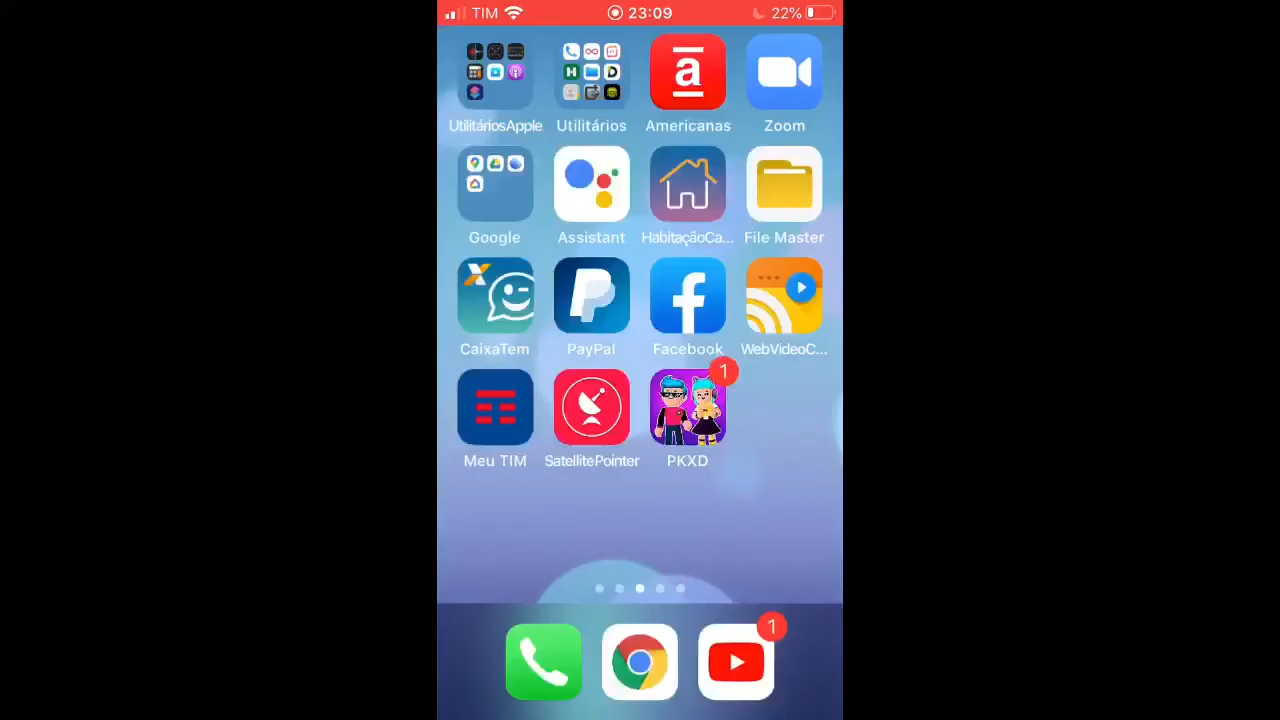 TIM 23:09 22%
UtilitáriosApple Utilitários Americanas Zoom
Google Assistant HabitaçãoCa... File Master
CaixaTem PayPal Facebook WebVideoC...
1
Meu TIM SatellitePointer PKXD
1